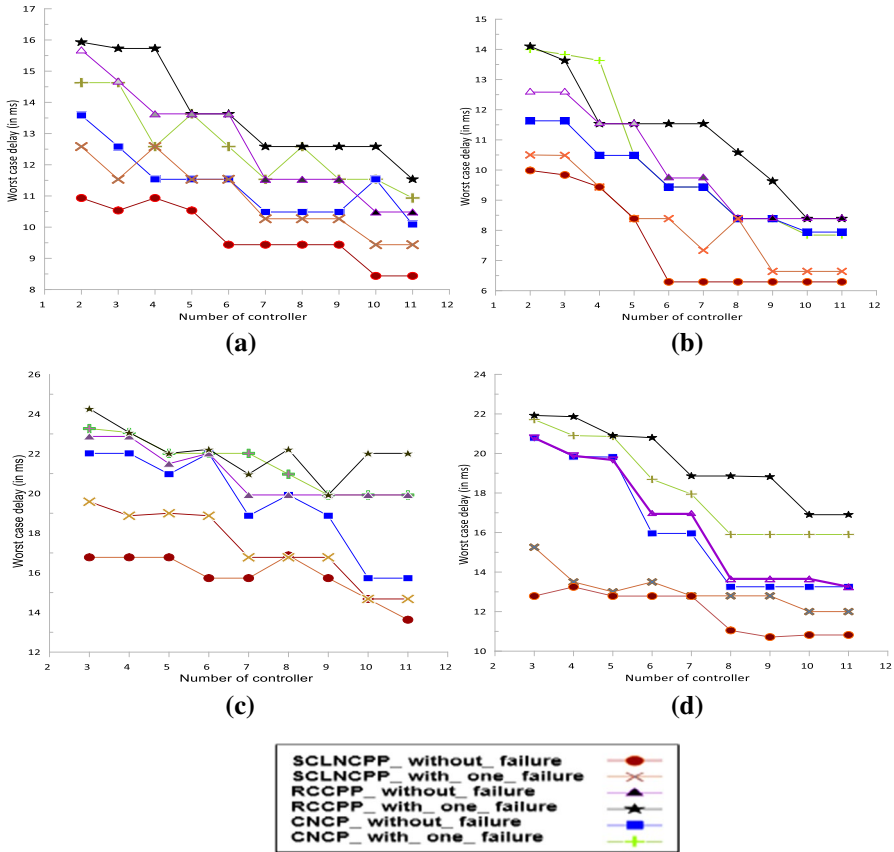 17
16
15
14
13
12
11
10
9
8
Worst case delay (in ms)
1 2 3 4 5 6 7 8 9 10 11 12
Number of controller
(a)
15
14
13
12
11
10
9
8
7
6
Worst case delay (in ms)
1 2 3 4 5 6 7 8 9 10 11 12
Number of controller
(b)
26
24
22
20
18
16
14
12
Worst case delay (in ms)
2 3 4 5 6 7 8 9 10 11 12
Number of controller
(c)
24
22
20
18
16
14
12
10
Worst case delay (in ms)
2 3 4 5 6 7 8 9 10 11 12
Number of controller
(d)
SCLNCPP_ without_ failure
SCLNCPP_ with_ one_ failure
RCCPP_ without_ failure
RCCPP_ with_ one_ failure
CNCP_ without_ failure
CNCP_ with_ one_ failure